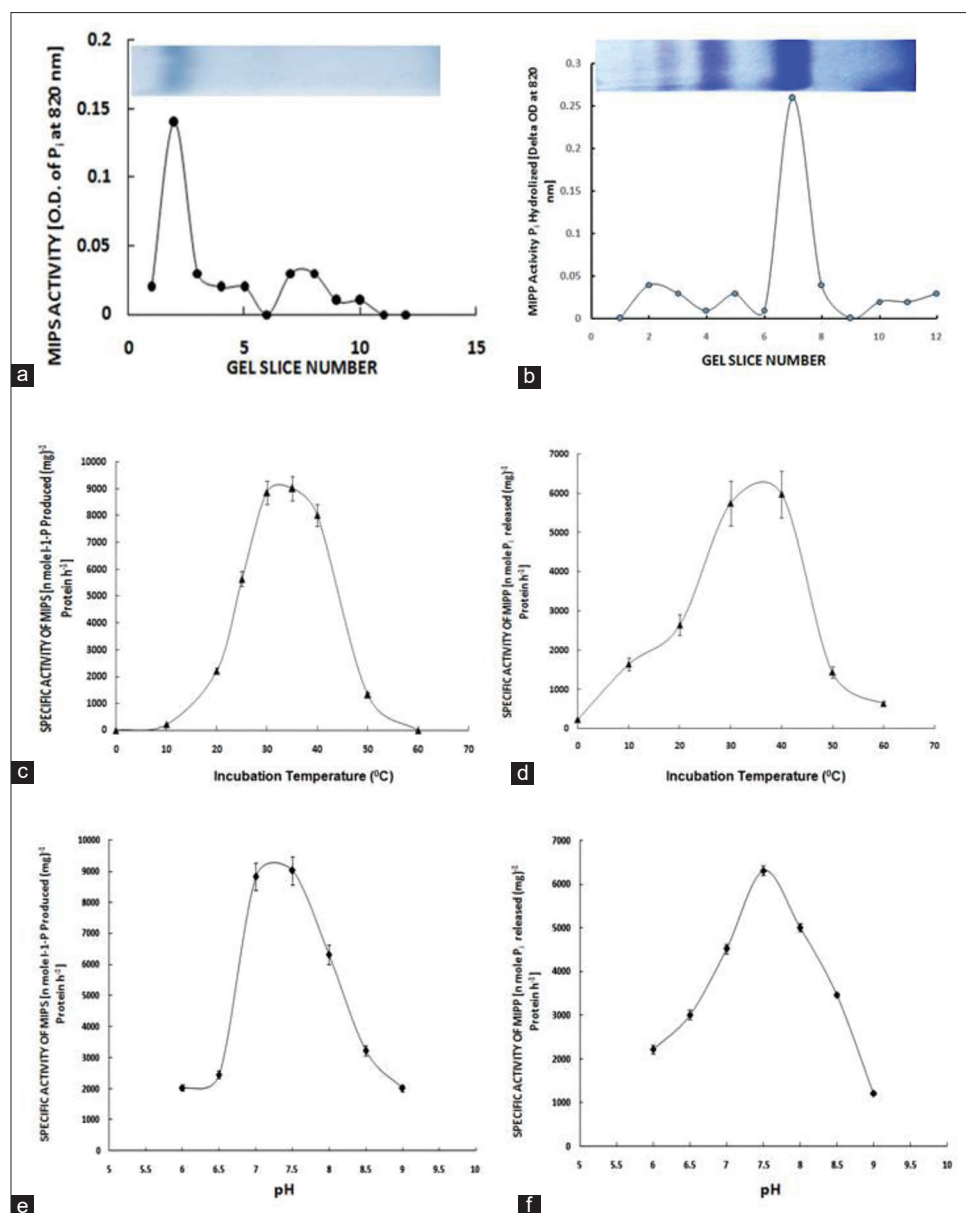 0.2
0.15
0.1
0.05
0
MIPS ACTIVITY [O.D. of Pi at 820 nm]
0 5 10 15
GEL SLICE NUMBER
a
0.3
0.25
0.2
0.15
0.1
0.05
0
MIPP Activity Pi Hydrolized [Delta OD at 820
nm]
0 2 4 6 8 10 12
GEL SLICE NUMBER
b
10000
9000
8000
7000
6000
5000
4000
3000
2000
1000
0
SPECIFIC ACTIVITY OF MIPS [n mole I-1-P Produced (mg)-1
Protein h-1]
0 10 20 30 40 50 60 70
Incubation Temperature (0C)
c
7000
6000
5000
4000
3000
2000
1000
0
SPECIFIC ACTIVITY OF MIPP [n mole Pi released (mg)-1
Protein h-1]
0 10 20 30 40 50 60 70
Incubation Temperature (0C)
d
10000
9000
8000
7000
6000
5000
4000
3000
2000
1000
0
SPECIFIC ACTIVITY OF MIPS [n mole I-1-P Produced (mg)-1
Protein h-1]
5 5.5 6 6.5 7 7.5 8 8.5 9 9.5 10
pH
e
7000
6000
5000
4000
3000
2000
1000
0
SPECIFIC ACTIVITY OF MIPP [n mole Pi released (mg)-1
Protein h-1]
5 5.5 6 6.5 7 7.5 8 8.5 9 9.5 10
pH
f